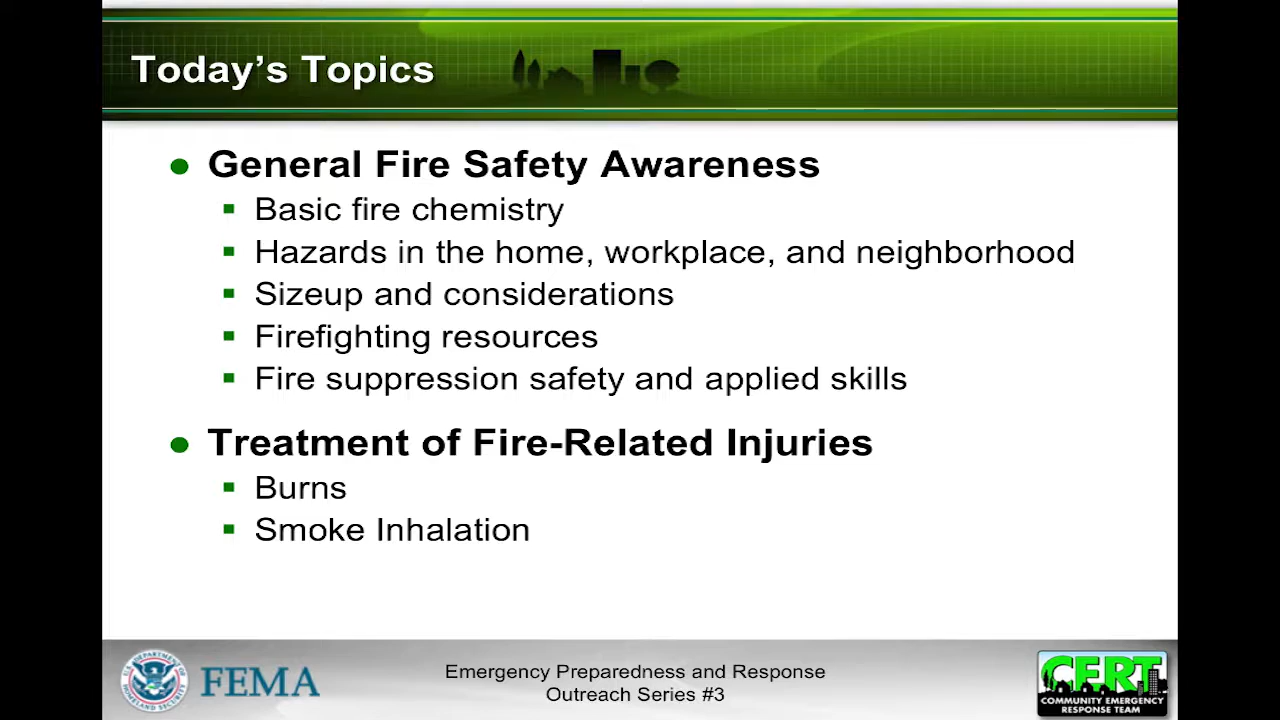 Today’s Topics
General Fire Safety Awareness
Basic fire chemistry
Hazards in the home, workplace, and neighborhood
Sizeup and considerations
Firefighting resources
Fire suppression safety and applied skills
Treatment of Fire-Related Injuries
Burns
Smoke Inhalation
FEMA
Emergency Preparedness and Response
Outreach Series #3
CERT
COMMUNITY EMERGENCY
RESPONSE TEAM